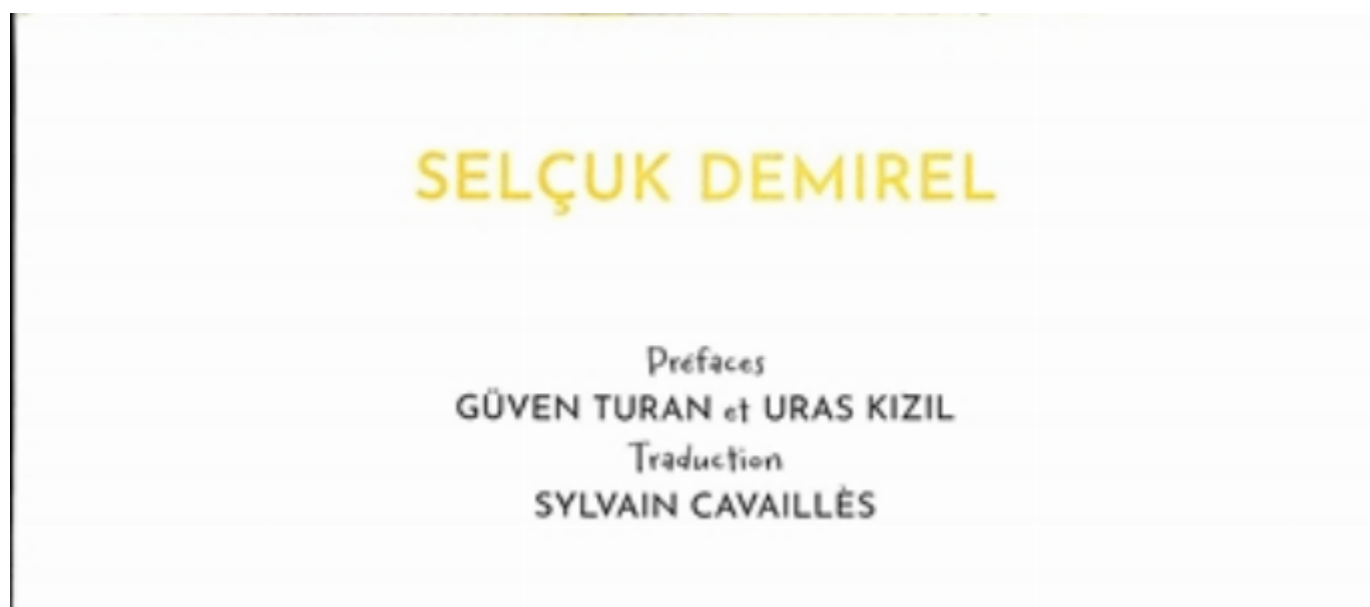 SELÇUK DEMIREL
Préfaces
GÜVEN TURAN et URAS KIZIL
Traduction
SYLVAIN CAVAILLÈS